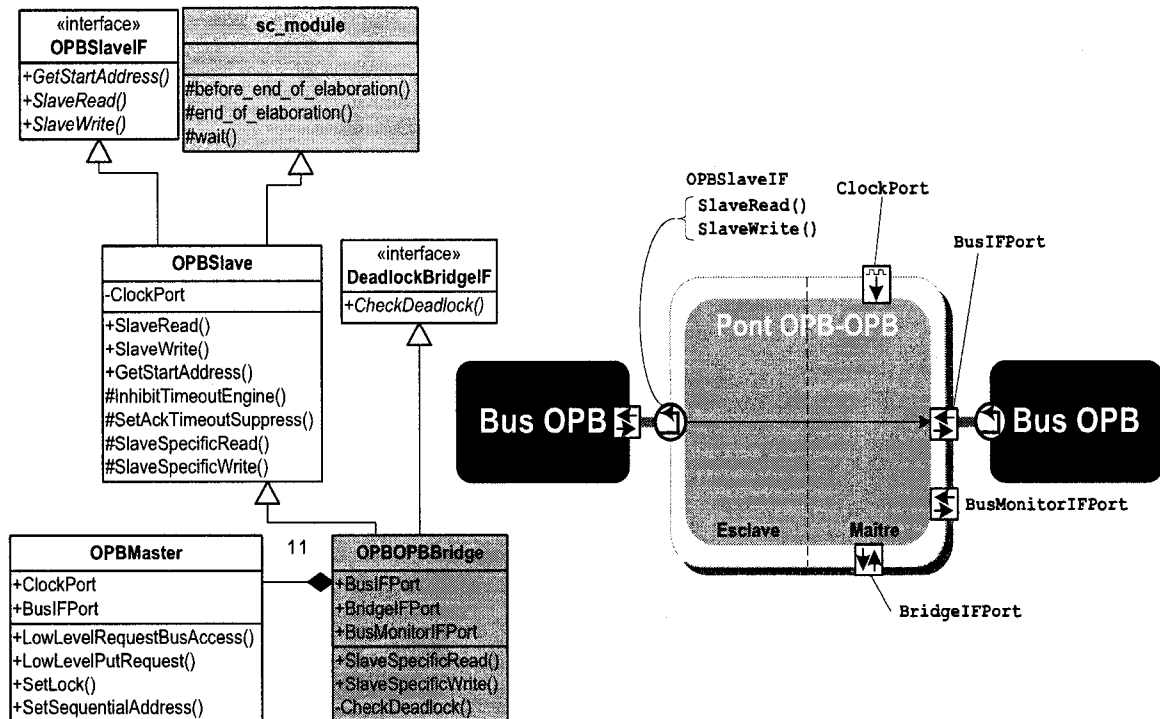 «interface»
OPBSlaveIF
+GetStartAddress()
+SlaveRead()
+SlaveWrite()
sc_module
#before_end_of_elaboration()
#end_of_elaboration()
#wait()
OPBSlave
-ClockPort
+SlaveRead()
+SlaveWrite()
+GetStartAddress()
#InhibitTimeoutEngine()
#SetAckTimeoutSuppress()
#SlaveSpecificRead()
#SlaveSpecificWrite()
«interface»
DeadlockBridgeIF
+CheckDeadlock()
OPBMaster
+ClockPort
+BusIFPort
+LowLevelRequestBusAccess()
+LowLevelPutRequest()
+SetLock()
+SetSequentialAddress()
11
OPBOPBBridge
+BusIFPort
+BridgeIFPort
+BusMonitorIFPort
+SlaveSpecificRead()
+SlaveSpecificWrite()
-CheckDeadlock()
OPBSlaveIF
SlaveRead()
SlaveWrite()
ClockPort
BusIFPort
Pont OPB-OPB
Bus OPB
Bus OPB
BusMonitorIFPort
Esclave
Maître
BridgeIFPort